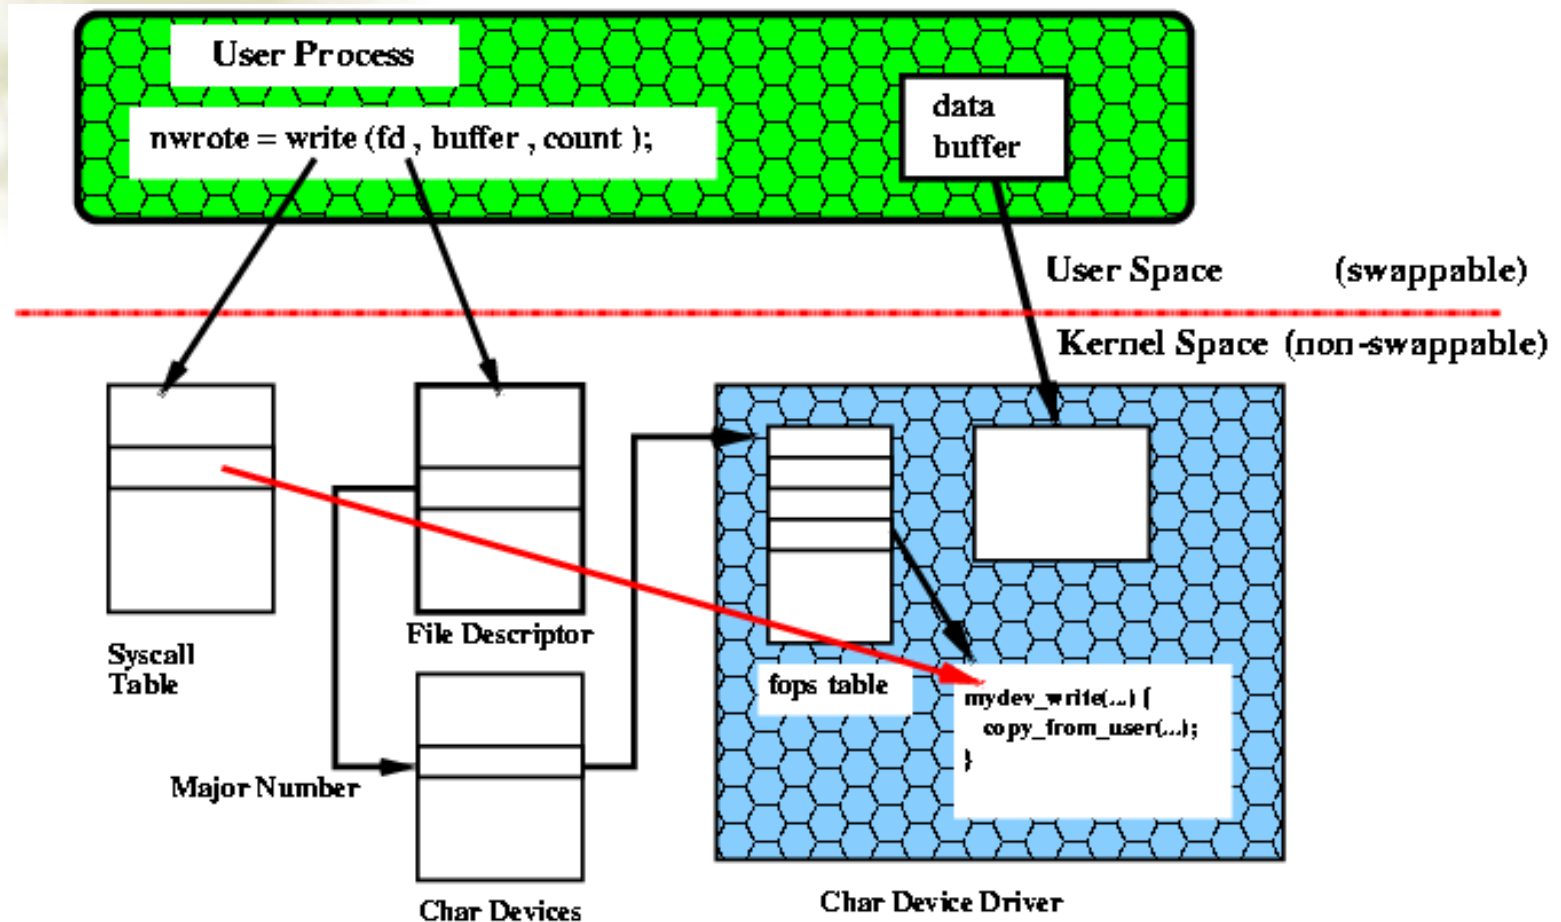 User Process
nwrote = write (fd , buffer , count );
data
buffer
User Space (swappable)
Kernel Space (non-swappable)
Syscall
Table
File Descriptor
Major Number
Char Devices
fops table
mydev_write(...) {
copy_from_user(...);
}
Char Device Driver